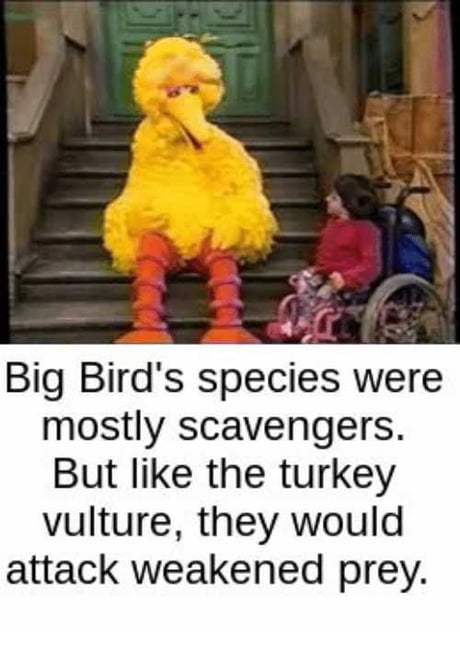 Big Bird's species were
mostly scavengers.
But like the turkey
vulture, they would
attack weakened prey.